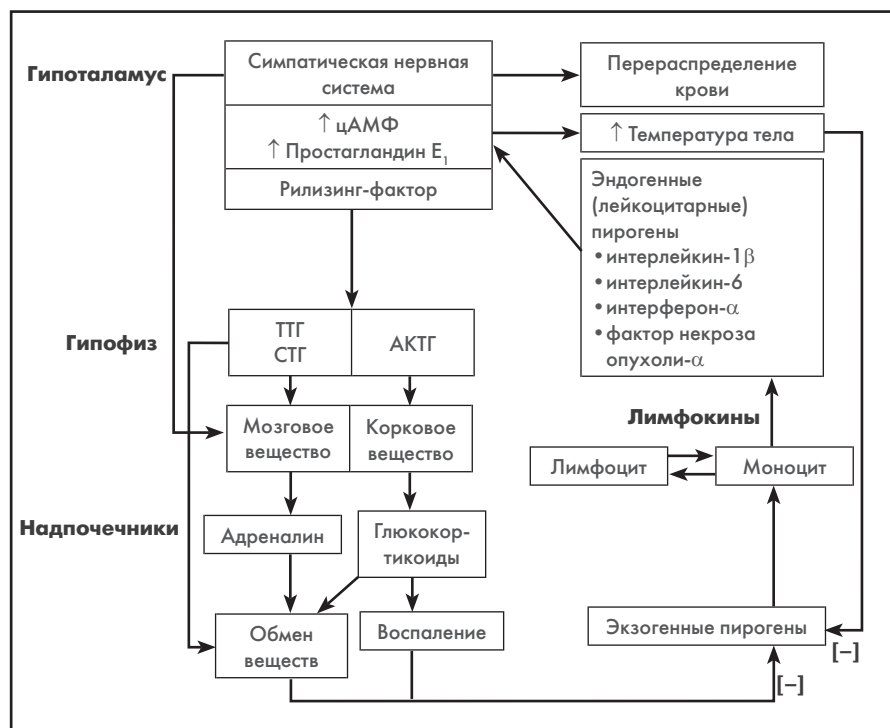 Гипоталамус
Симпатическая нервная
система
↑ цАМФ
↑ Простагландин E₁
Рилизинг-фактор
Перераспределение
крови
↑ Температура тела
Эндогенные
(лейкоцитарные)
пирогены
• интерлейкин-1β
• интерлейкин-6
• интерферон-α
• фактор некроза
опухоли-α
Гипофиз
ТТГ
СТГ
АКТГ
Лимфокины
Мозговое
вещество
Корковое
вещество
Лимфоцит
Моноцит
Надпочечники
Адреналин
Глюкокор-
тикоиды
Обмен
веществ
Воспаление
Экзогенные пирогены
[–]
[–]